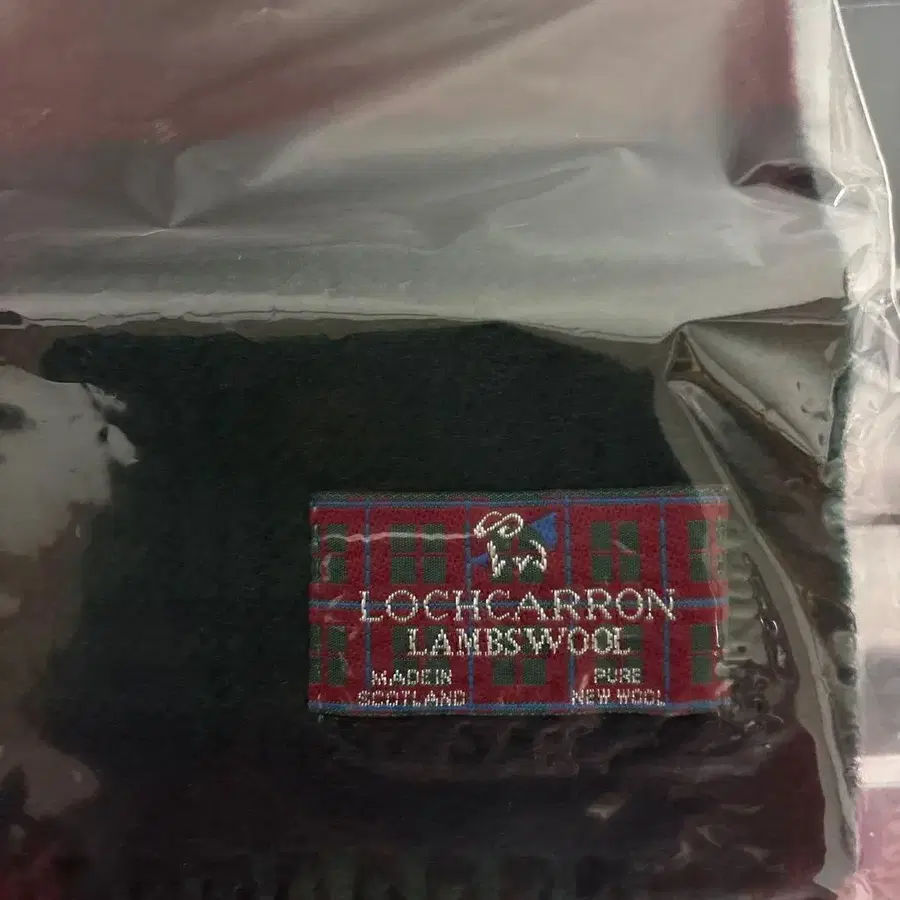 LOCHCARRON
LAMBSWOOL
MADE IN SCOTLAND
PURE NEW WOOL